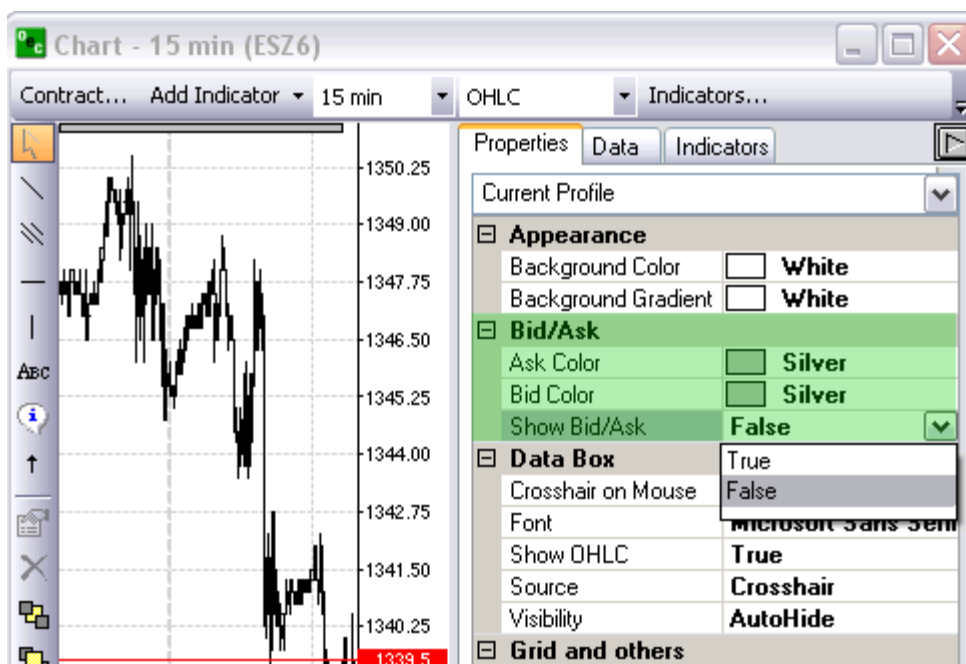 Chart - 15 min (ESZ6)
Contract... Add Indicator 15 min OHLC Indicators...
Properties Data Indicators
Current Profile
Appearance
Background Color White
Background Gradient White
Bid/Ask
Ask Color Silver
Bid Color Silver
Show Bid/Ask False
True
False
Data Box
Crosshair on Mouse
Font Microsoft Sans Seri
Show OHLC True
Source Crosshair
Visibility AutoHide
Grid and others
ABC
1350.25
1349.00
1347.75
1346.50
1345.25
1344.00
1342.75
1341.50
1340.25
1339.5